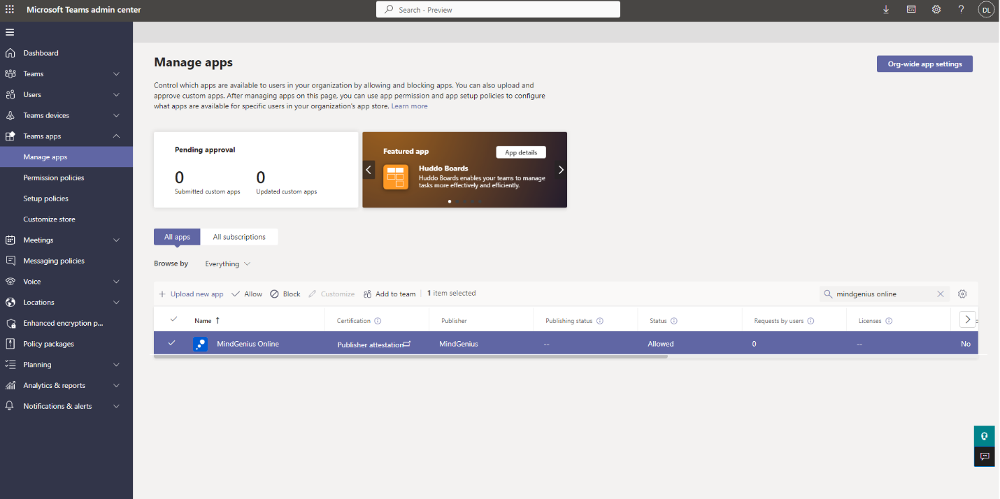 Microsoft Teams admin center
Search - Preview
DL
Dashboard
Teams
Users
Teams devices
Teams apps
Manage apps
Permission policies
Setup policies
Customize store
Meetings
Messaging policies
Voice
Locations
Enhanced encryption p...
Policy packages
Planning
Analytics & reports
Notifications & alerts
Manage apps
Org-wide app settings
Control which apps are available to users in your organization by allowing and blocking apps. You can also upload and
approve custom apps. After managing apps on this page, you can use app permission and app setup policies to configure
what apps are available for specific users in your organization's app store. Learn more
Pending approval
0 0
Submitted custom apps Updated custom apps
Featured app
App details
Huddo Boards
Huddo Boards enables your teams to manage
tasks more effectively and efficiently.
All apps All subscriptions
Browse by Everything
Upload new app Allow Block Customize Add to team 1 item selected mindgenius online
Name ↑ Certification Publisher Publishing status Status Requests by users Licenses
MindGenius Online Publisher attestation MindGenius -- Allowed 0 -- No